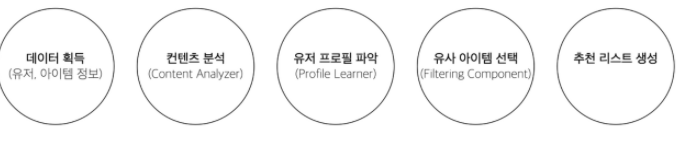 데이터 획득
(유저, 아이템 정보)
컨텐츠 분석
(Content Analyzer)
유저 프로필 파악
(Profile Learner)
유사 아이템 선택
(Filtering Component)
추천 리스트 생성